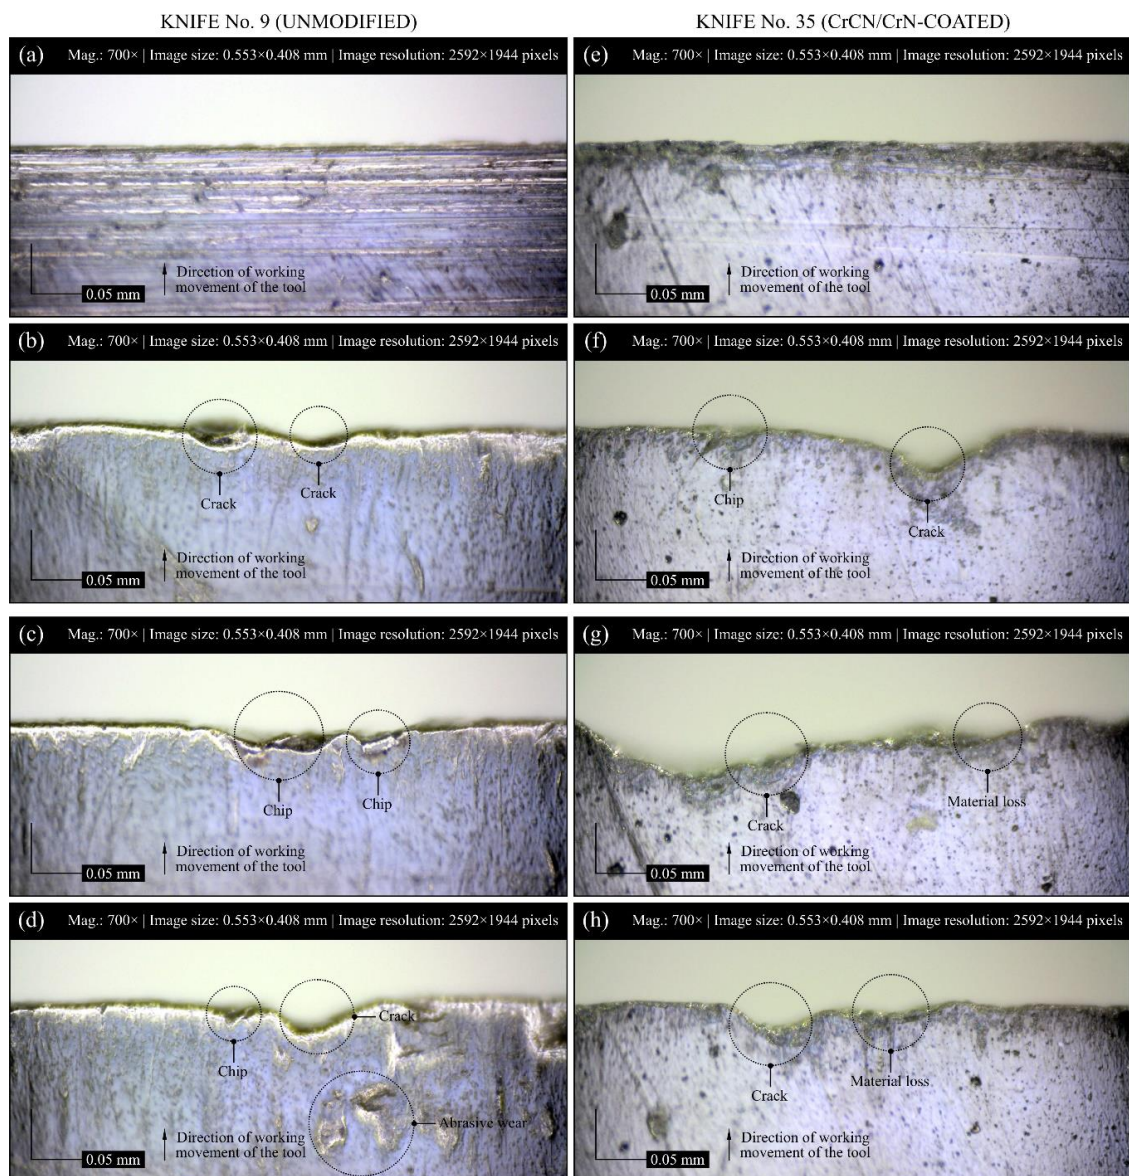 KNIFE No. 9 (UNMODIFIED)
KNIFE No. 35 (CrCN/CrN-COATED)
(a) Mag.: 700× | Image size: 0.553×0.408 mm | Image resolution: 2592×1944 pixels
Direction of working
movement of the tool
0.05 mm
(e) Mag.: 700× | Image size: 0.553×0.408 mm | Image resolution: 2592×1944 pixels
Direction of working
movement of the tool
0.05 mm
(b) Mag.: 700× | Image size: 0.553×0.408 mm | Image resolution: 2592×1944 pixels
Crack
Crack
Direction of working
movement of the tool
0.05 mm
(f) Mag.: 700× | Image size: 0.553×0.408 mm | Image resolution: 2592×1944 pixels
Chip
Crack
Direction of working
movement of the tool
0.05 mm
(c) Mag.: 700× | Image size: 0.553×0.408 mm | Image resolution: 2592×1944 pixels
Chip
Chip
Direction of working
movement of the tool
0.05 mm
(g) Mag.: 700× | Image size: 0.553×0.408 mm | Image resolution: 2592×1944 pixels
Material loss
Crack
Direction of working
movement of the tool
0.05 mm
(d) Mag.: 700× | Image size: 0.553×0.408 mm | Image resolution: 2592×1944 pixels
Crack
Chip
Abrasive wear
Direction of working
movement of the tool
0.05 mm
(h) Mag.: 700× | Image size: 0.553×0.408 mm | Image resolution: 2592×1944 pixels
Material loss
Crack
Direction of working
movement of the tool
0.05 mm